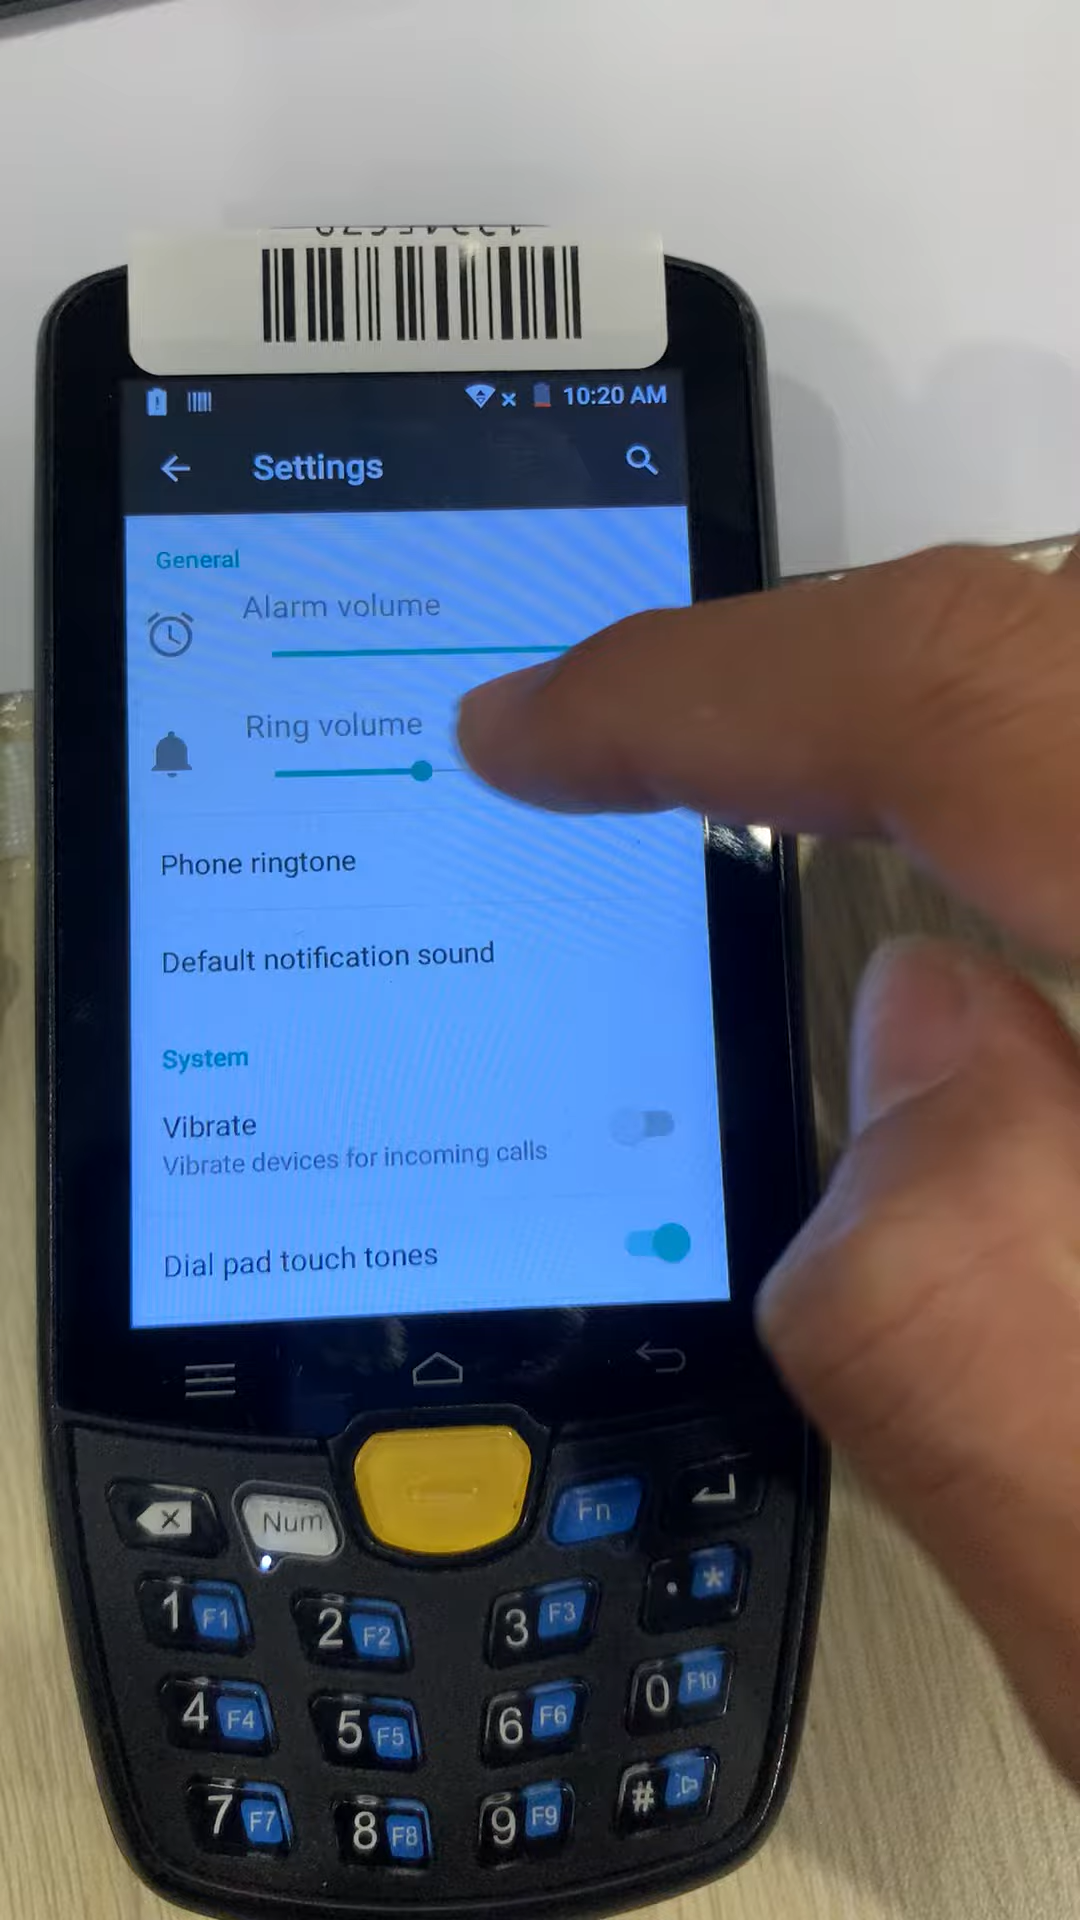 10:20 AM
Settings
General
Alarm volume
Ring volume
Phone ringtone
Default notification sound
System
Vibrate
Vibrate devices for incoming calls
Dial pad touch tones
Num
Fn
1 F1
2 F2
3 F3
. *
4 F4
5 F5
6 F6
0 F10
7 F7
8 F8
9 F9
#